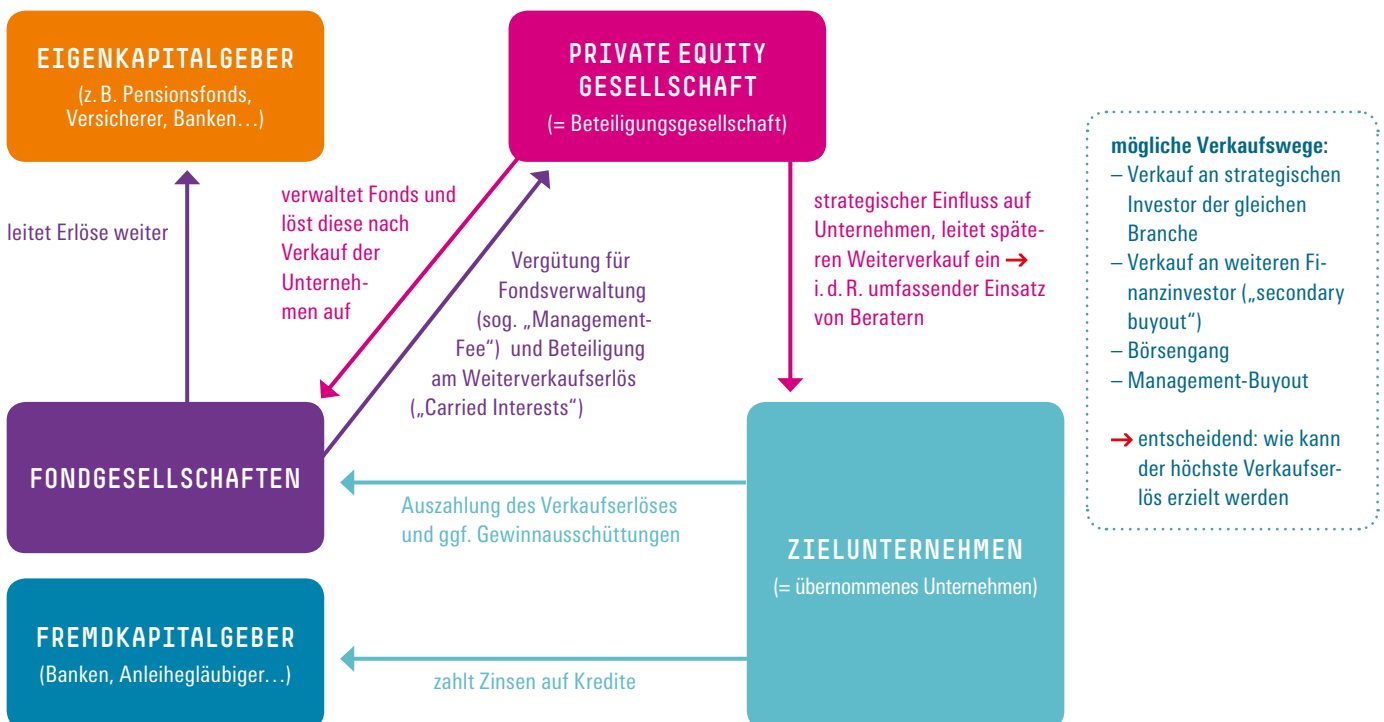 EIGENKAPITALGEBER
(z. B. Pensionsfonds,
Versicherer, Banken…)
PRIVATE EQUITY
GESELLSCHAFT
(= Beteiligungsgesellschaft)
leitet Erlöse weiter
verwaltet Fonds und
löst diese nach
Verkauf der
Unterneh-
men auf
Vergütung für
Fondsverwaltung
(sog. „Management-
Fee“) und Beteiligung
am Weiterverkaufserlös
(„Carried Interests“)
strategischer Einfluss auf
Unternehmen, leitet späte-
ren Weiterverkauf ein →
i. d. R. umfassender Einsatz
von Beratern
mögliche Verkaufswege:
– Verkauf an strategischen
Investor der gleichen
Branche
– Verkauf an weiteren Fi-
nanzinvestor („secondary
buyout“)
– Börsengang
– Management-Buyout
→ entscheidend: wie kann
der höchste Verkaufser-
lös erzielt werden
FONDGESELLSCHAFTEN
Auszahlung des Verkaufserlöses
und ggf. Gewinnausschüttungen
ZIELUNTERNEHMEN
(= übernommenes Unternehmen)
FREMDKAPITALGEBER
(Banken, Anleihegläubiger…)
zahlt Zinsen auf Kredite